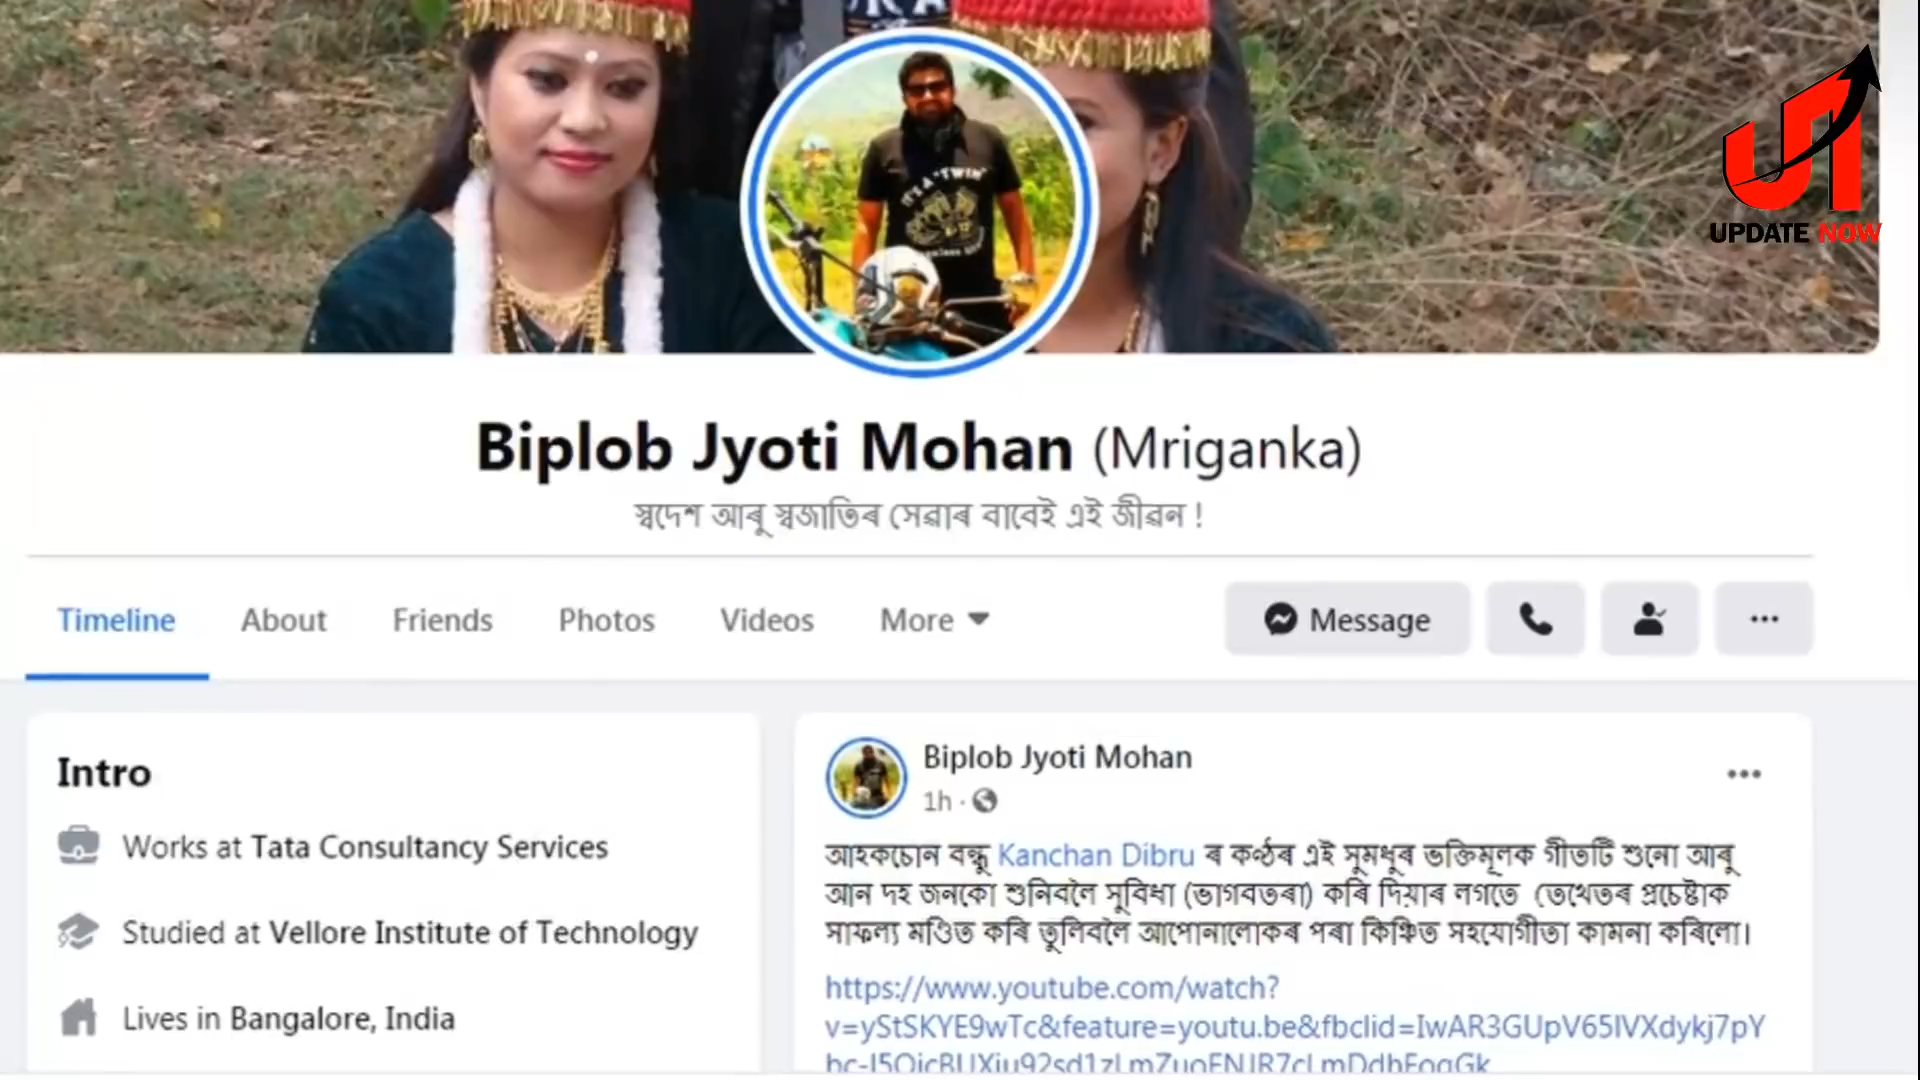 IT'S A "TWIN"
UPDATE NOW
Biplob Jyoti Mohan (Mriganka)
স্বদেশ আৰু স্বজাতিৰ সেৱাৰ বাবেই এই জীৱন !
Timeline About Friends Photos Videos More Message
Intro
Works at Tata Consultancy Services
Studied at Vellore Institute of Technology
Lives in Bangalore, India
Biplob Jyoti Mohan
1h
আহকচোন বন্ধু Kanchan Dibru ৰ কণ্ঠৰ এই সুমধুৰ ভক্তিমূলক গীতটি শুনো আৰু
আন দহ জনকো শুনিবলৈ সুবিধা (ভাগবতৰা) কৰি দিয়াৰ লগতে তেখেতৰ প্ৰচেষ্টাক
সাফল্য মণ্ডিত কৰি তুলিবলৈ আপোনালোকৰ পৰা কিঞ্চিত সহযোগীতা কামনা কৰিলো।
https://www.youtube.com/watch?
v=yStSKYE9wTc&feature=youtu.be&fbclid=IwAR3GUpV65lVXdykj7pY